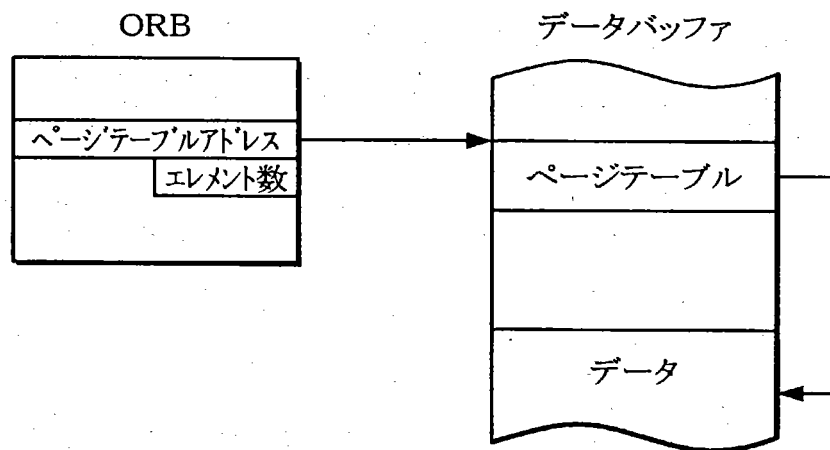 ORB
ページテーブルアドレス
エレメント数
データバッファ
ページテーブル
データ